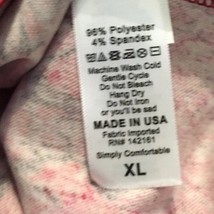 96% Polyester
4% Spandex
Machine Wash Cold
Gentle Cycle
Do Not Bleach
Hang Dry
Do Not Iron
or you'll be sad
MADE IN USA
Fabric Imported
RN# 142161
Simply Comfortable
XL